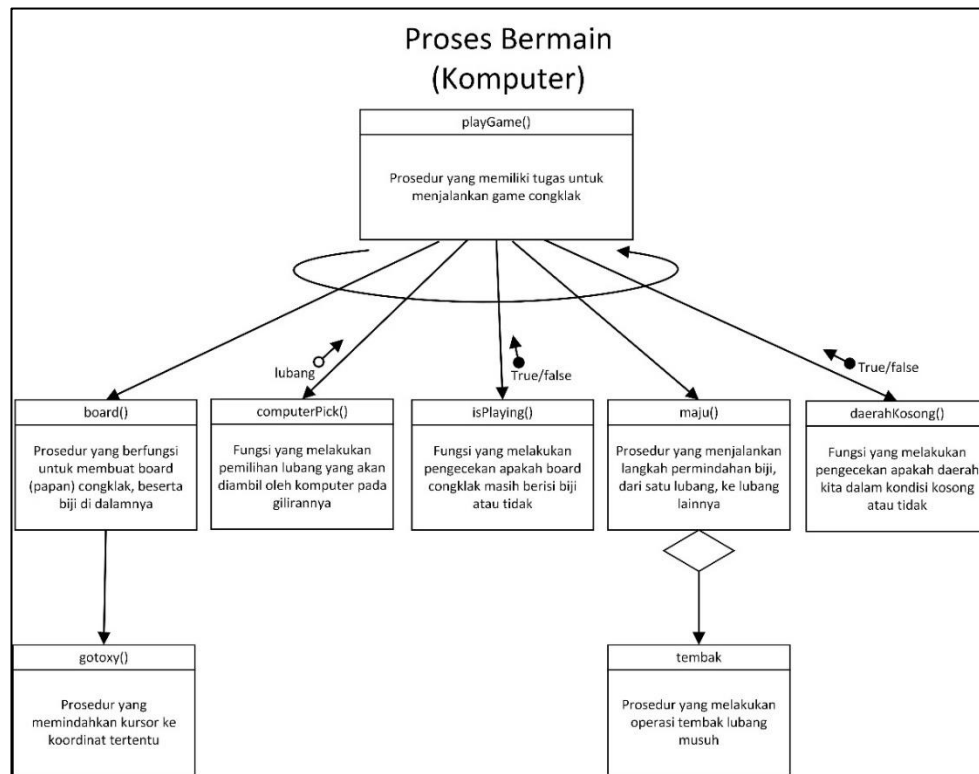 Proses Bermain
(Komputer)
playGame()
Prosedur yang memiliki tugas untuk
menjalankan game congklak
lubang
True/false
True/false
board()
Prosedur yang berfungsi
untuk membuat board
(papan) congklak, beserta
biji di dalamnya
computerPick()
Fungsi yang melakukan
pemilihan lubang yang akan
diambil oleh komputer pada
gilirannya
isPlaying()
Fungsi yang melakukan
pengecekan apakah board
congklak masih berisi biji
atau tidak
maju()
Prosedur yang menjalankan
langkah permindahan biji,
dari satu lubang, ke lubang
lainnya
daerahKosong()
Fungsi yang melakukan
pengecekan apakah daerah
kita dalam kondisi kosong
atau tidak
gotoxy()
Prosedur yang
memindahkan kursor ke
koordinat tertentu
tembak
Prosedur yang melakukan
operasi tembak lubang
musuh